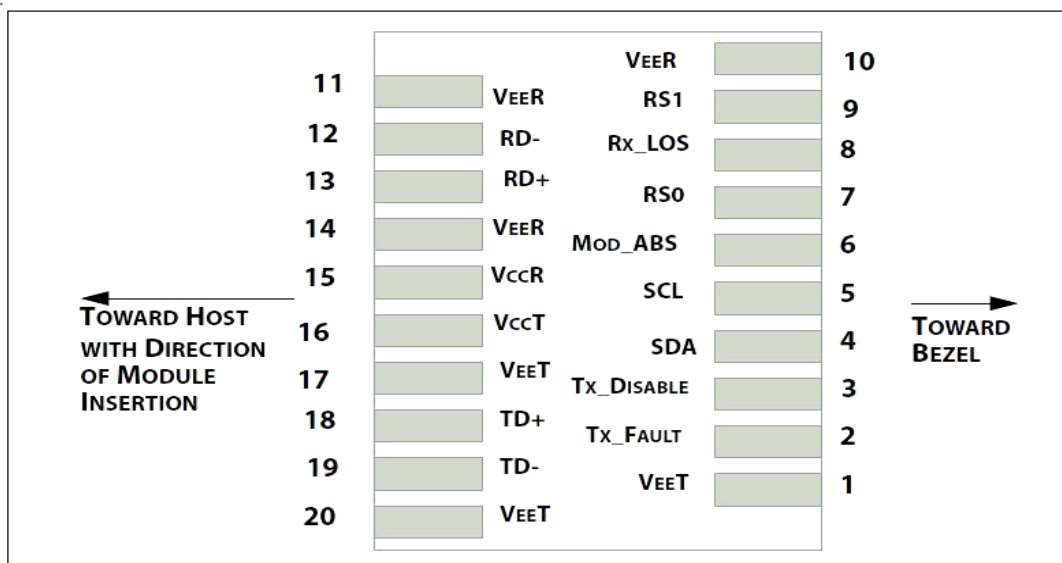 11
VEER
12
RD-
13
RD+
14
VEER
15
VCCR
16
VCCT
17
VEET
18
TD+
19
TD-
20
VEET
VEER
10
RS1
9
RX_LOS
8
RS0
7
MOD_ABS
6
SCL
5
SDA
4
TX_DISABLE
3
TX_FAULT
2
VEET
1
TOWARD HOST
WITH DIRECTION
OF MODULE
INSERTION
TOWARD
BEZEL